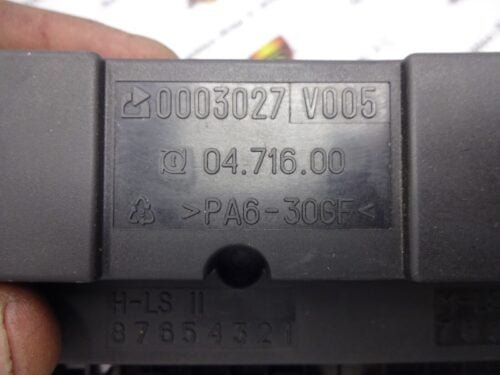 0003027 V005
04.716.00
>PA6-30GF<
H-LS II
87654321